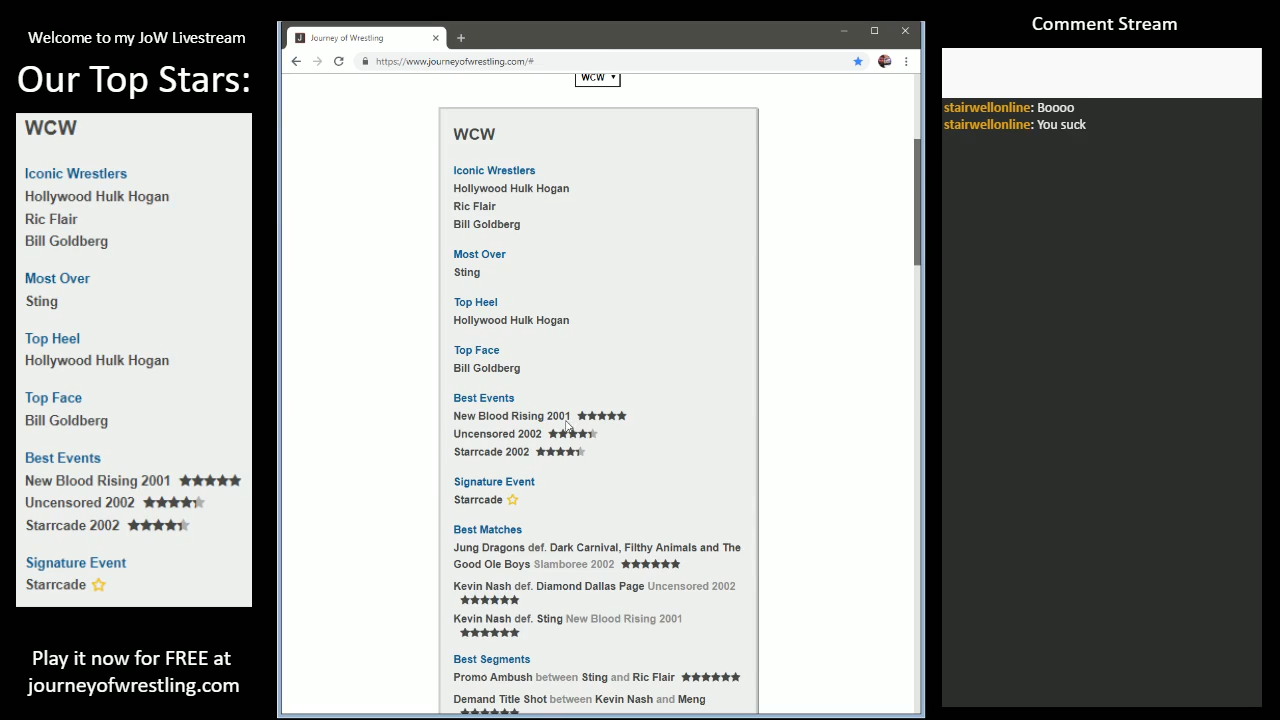 Welcome to my JoW Livestream
Our Top Stars:
WCW
Iconic Wrestlers
Hollywood Hulk Hogan
Ric Flair
Bill Goldberg
Most Over
Sting
Top Heel
Hollywood Hulk Hogan
Top Face
Bill Goldberg
Best Events
New Blood Rising 2001 ★★★★★
Uncensored 2002
Starrcade 2002
Signature Event
Starrcade ☆
Play it now for FREE at
journeyofwrestling.com
Journey of Wrestling
https://www.journeyofwrestling.com/#
WCW
WCW
Iconic Wrestlers
Hollywood Hulk Hogan
Ric Flair
Bill Goldberg
Most Over
Sting
Top Heel
Hollywood Hulk Hogan
Top Face
Bill Goldberg
Best Events
New Blood Rising 2001 ★★★★★
Uncensored 2002
Starrcade 2002
Signature Event
Starrcade ☆
Best Matches
Jung Dragons def. Dark Carnival, Filthy Animals and The
Good Ole Boys Slamboree 2002 ★★★★★★
Kevin Nash def. Diamond Dallas Page Uncensored 2002
★★★★★★
Kevin Nash def. Sting New Blood Rising 2001
★★★★★★
Best Segments
Promo Ambush between Sting and Ric Flair ★★★★★★
Demand Title Shot between Kevin Nash and Meng
Comment Stream
stairwellonline: Boooo
stairwellonline: You suck